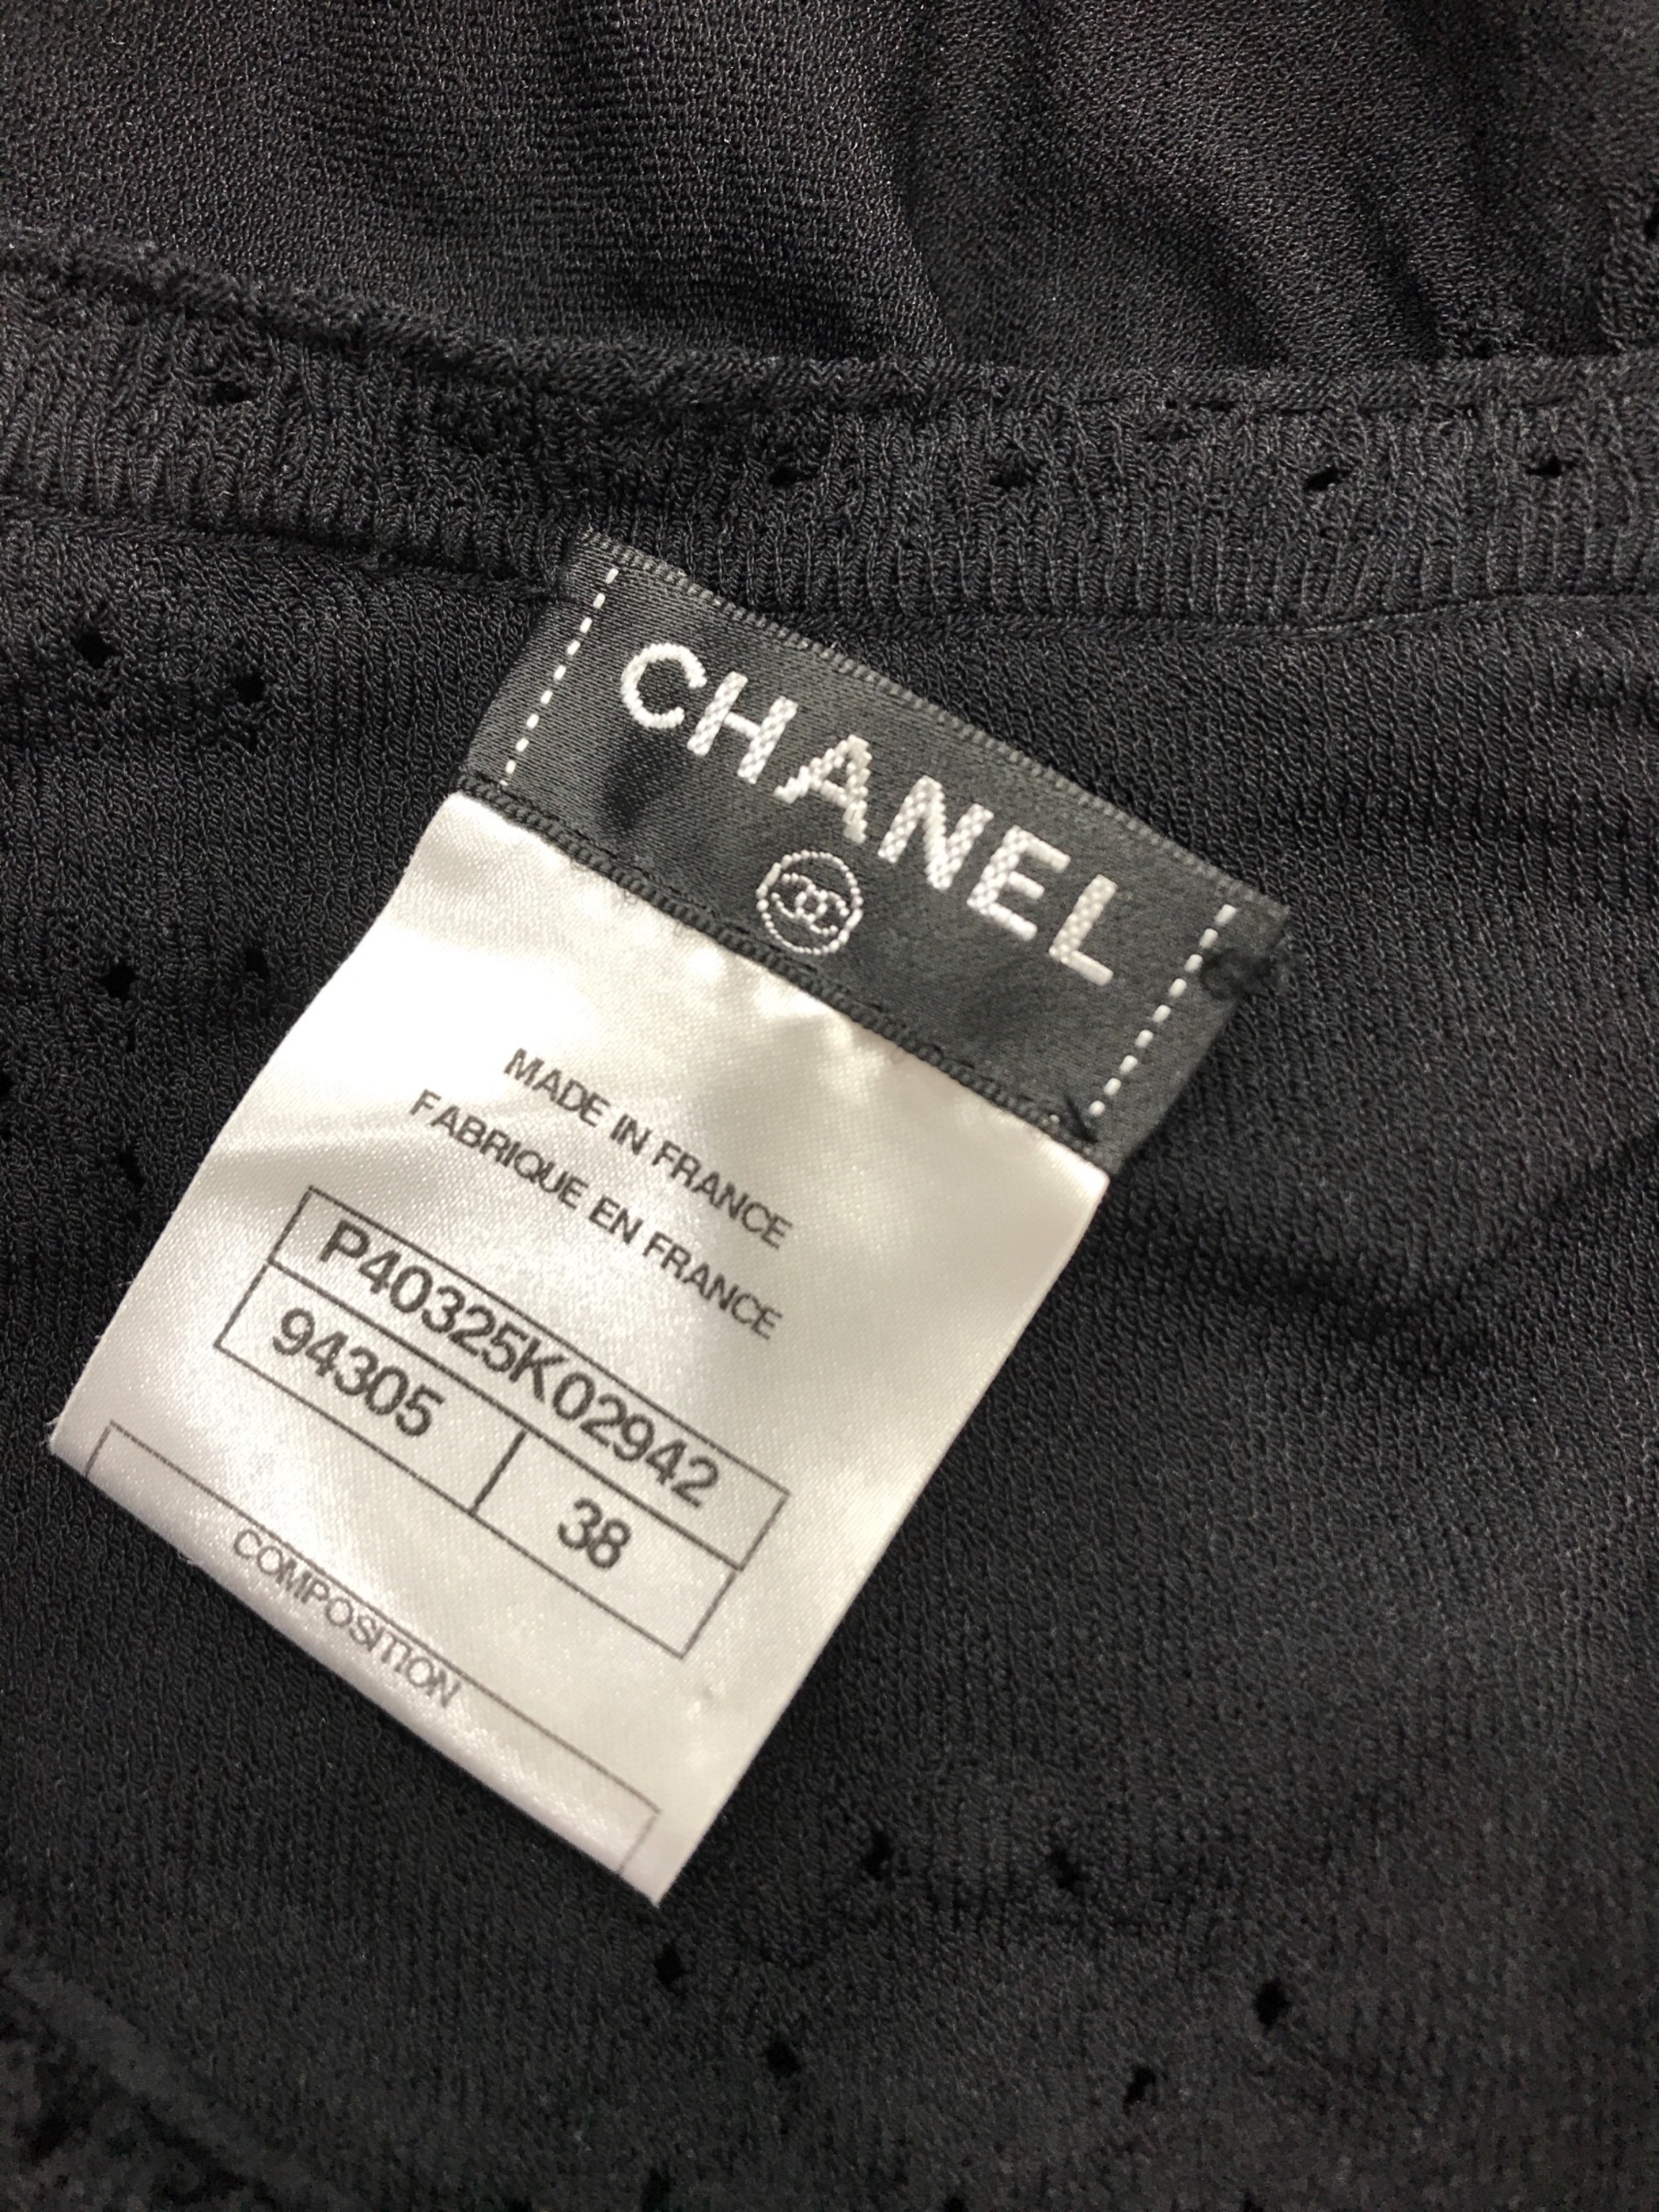 CHANEL
MADE IN FRANCE
FABRIQUE EN FRANCE
P40325K02942
94305 38
COMPOSITION